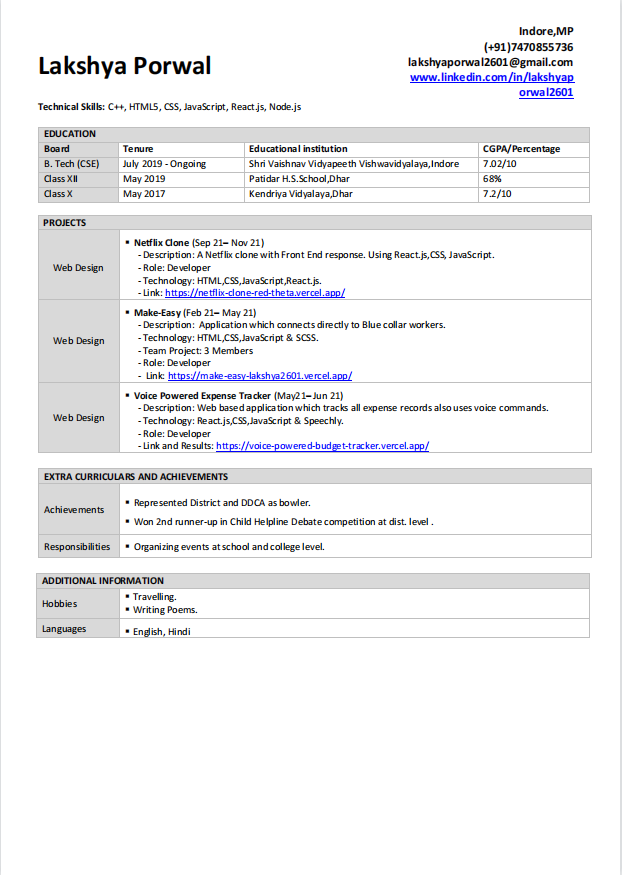 Indore,MP
(+91)7470855736
Lakshya Porwal
lakshyaporwal2601@gmail.com
www.linkedin.com/in/lakshyap
orwal2601
Technical Skills: C++, HTML5, CSS, JavaScript, React.js, Node.js
EDUCATION
Board Tenure Educational institution CGPA/Percentage
B. Tech (CSE) July 2019 - Ongoing Shri Vaishnav Vidyapeeth Vishwavidyalaya,Indore 7.02/10
Class XII May 2019 Patidar H.S.School,Dhar 68%
Class X May 2017 Kendriya Vidyalaya,Dhar 7.2/10
PROJECTS
Web Design
▪ Netflix Clone (Sep 21– Nov 21)
- Description: A Netflix clone with Front End response. Using React.js,CSS, JavaScript.
- Role: Developer
- Technology: HTML,CSS,JavaScript,React.js.
- Link: https://netflix-clone-red-theta.vercel.app/
Web Design
▪ Make-Easy (Feb 21– May 21)
- Description: Application which connects directly to Blue collar workers.
- Technology: HTML,CSS,JavaScript & SCSS.
- Team Project: 3 Members
- Role: Developer
- Link: https://make-easy-lakshya2601.vercel.app/
Web Design
▪ Voice Powered Expense Tracker (May21– Jun 21)
- Description: Web based application which tracks all expense records also uses voice commands.
- Technology: React.js,CSS,JavaScript & Speechly.
- Role: Developer
- Link and Results: https://voice-powered-budget-tracker.vercel.app/
EXTRA CURRICULARS AND ACHIEVEMENTS
Achievements
▪ Represented District and DDCA as bowler.
▪ Won 2nd runner-up in Child Helpline Debate competition at dist. level .
Responsibilities ▪ Organizing events at school and college level.
ADDITIONAL INFORMATION
Hobbies
▪ Travelling.
▪ Writing Poems.
Languages ▪ English, Hindi